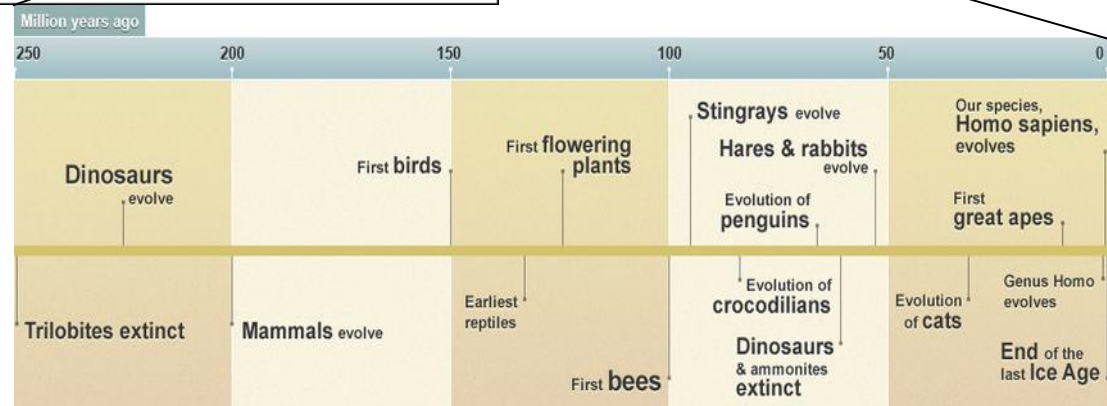 Million years ago
250 200 150 100 50 0
Dinosaurs
evolve
First birds
First flowering
plants
Stingrays evolve
Hares & rabbits
evolve
Evolution of
penguins
Our species,
Homo sapiens,
evolves
First
great apes
Trilobites extinct
Mammals evolve
Earliest
reptiles
First bees
Evolution of
crocodilians
Dinosaurs
& ammonites
extinct
Evolution
of cats
Genus Homo
evolves
End of the
last Ice Age